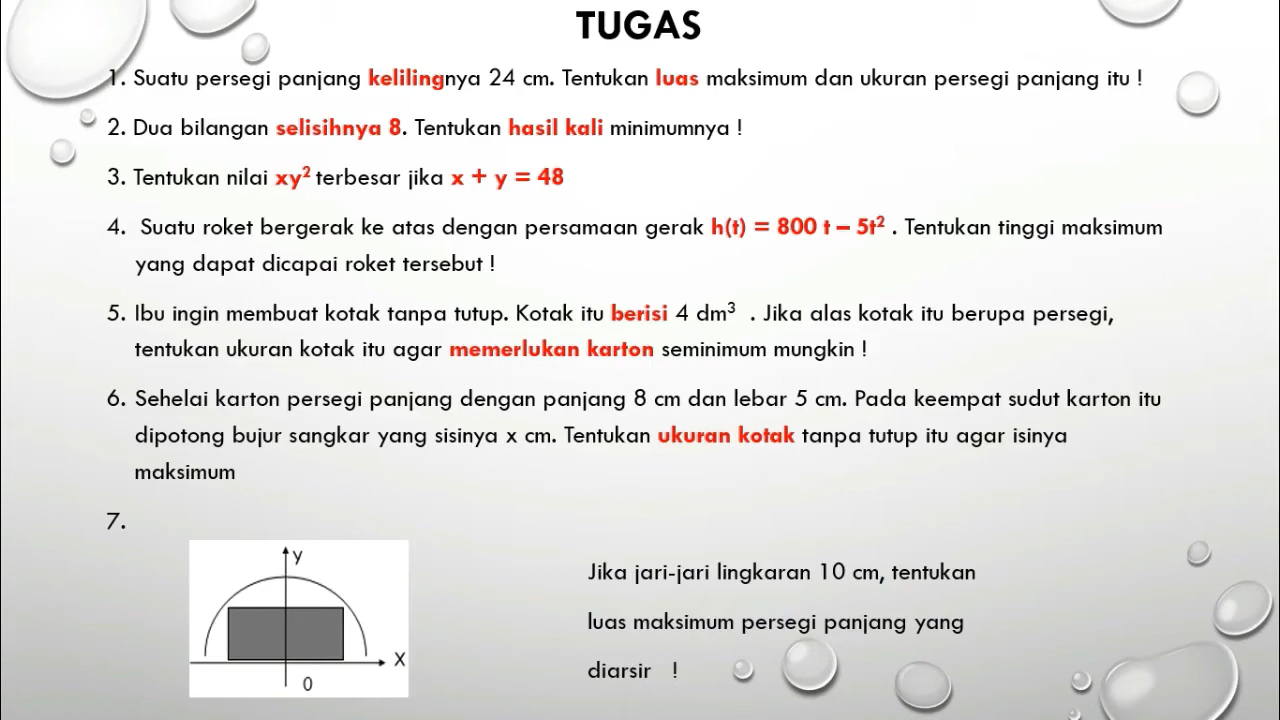 TUGAS
1. Suatu persegi panjang kelilingnya 24 cm. Tentukan luas maksimum dan ukuran persegi panjang itu !
2. Dua bilangan selisihnya 8. Tentukan hasil kali minimumnya !
3. Tentukan nilai xy² terbesar jika x + y = 48
4. Suatu roket bergerak ke atas dengan persamaan gerak h(t) = 800 t – 5t² . Tentukan tinggi maksimum
yang dapat dicapai roket tersebut !
5. Ibu ingin membuat kotak tanpa tutup. Kotak itu berisi 4 dm³ . Jika alas kotak itu berupa persegi,
tentukan ukuran kotak itu agar memerlukan karton seminimum mungkin !
6. Sehelai karton persegi panjang dengan panjang 8 cm dan lebar 5 cm. Pada keempat sudut karton itu
dipotong bujur sangkar yang sisinya x cm. Tentukan ukuran kotak tanpa tutup itu agar isinya
maksimum
7.
y
X
0
Jika jari-jari lingkaran 10 cm, tentukan
luas maksimum persegi panjang yang
diarsir !